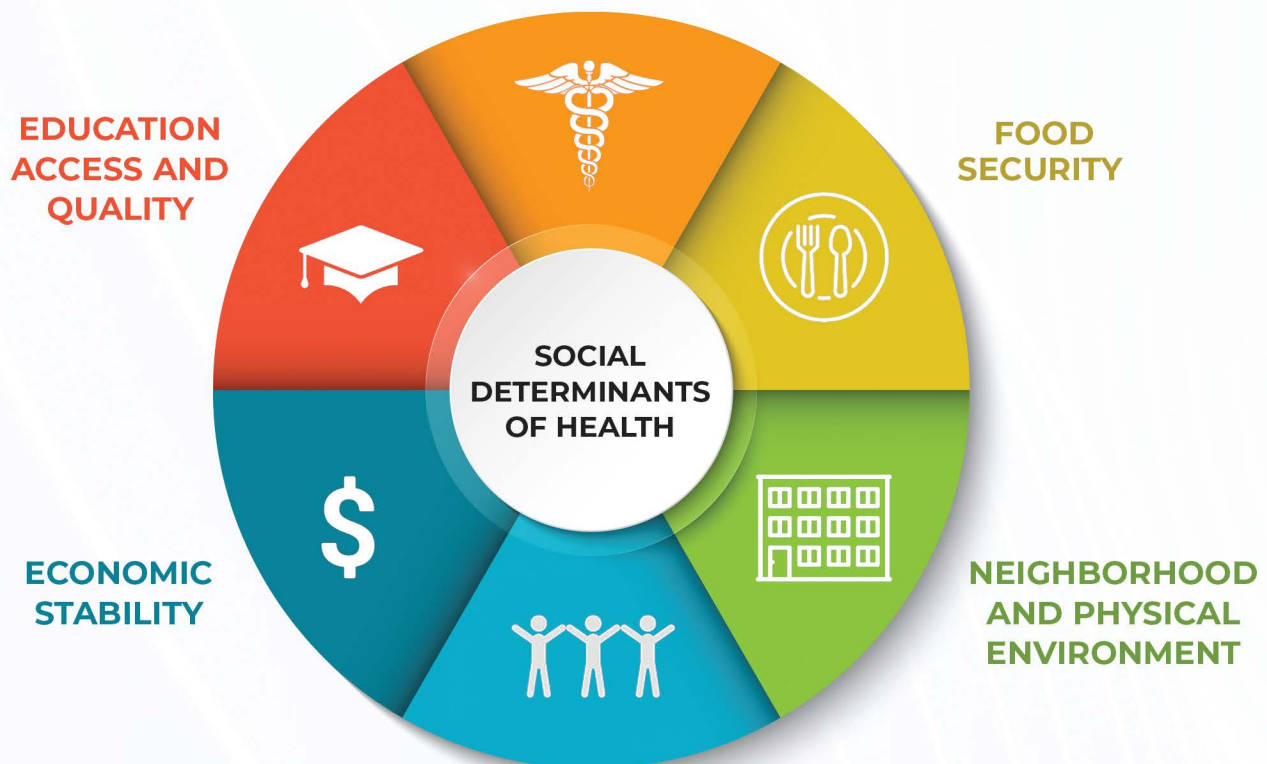 EDUCATION
ACCESS AND
QUALITY
FOOD
SECURITY
SOCIAL
DETERMINANTS
OF HEALTH
$
ECONOMIC
STABILITY
NEIGHBORHOOD
AND PHYSICAL
ENVIRONMENT